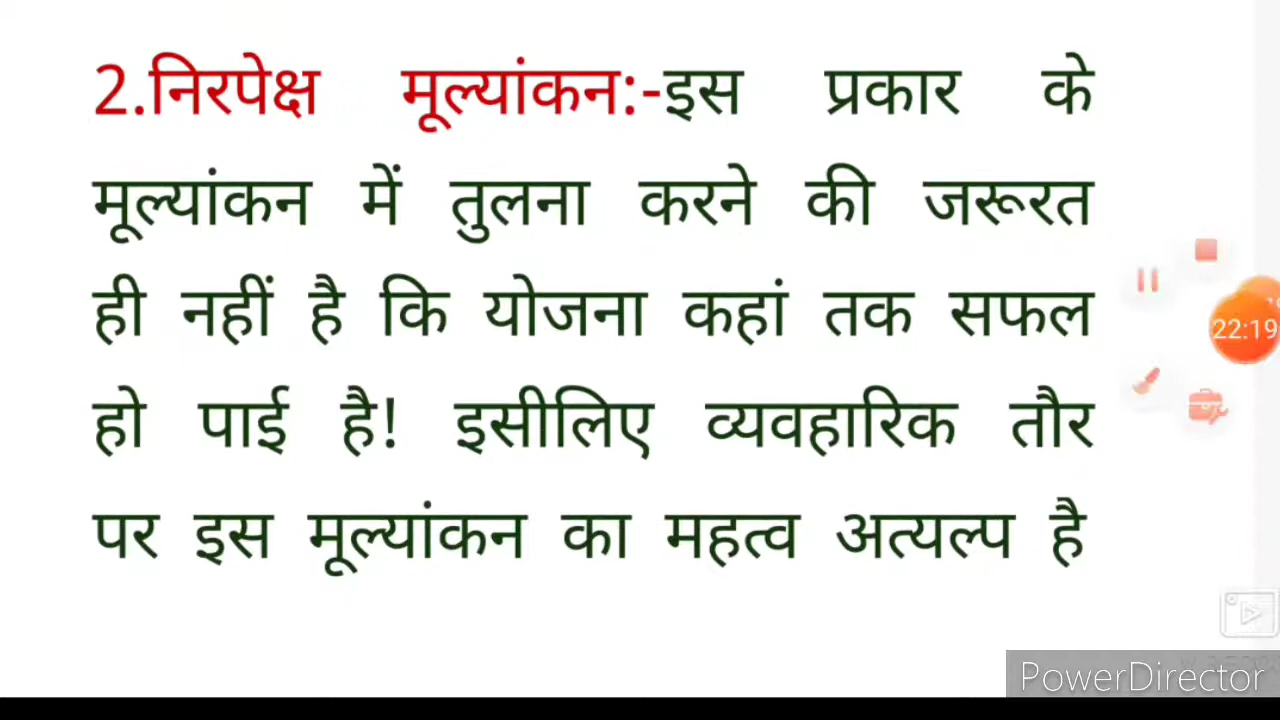 2.निरपेक्ष मूल्यांकन:-इस प्रकार के
मूल्यांकन में तुलना करने की जरूरत
ही नहीं है कि योजना कहां तक सफल
हो पाई है! इसीलिए व्यवहारिक तौर
पर इस मूल्यांकन का महत्व अत्यल्प है
22:19
PowerDirector